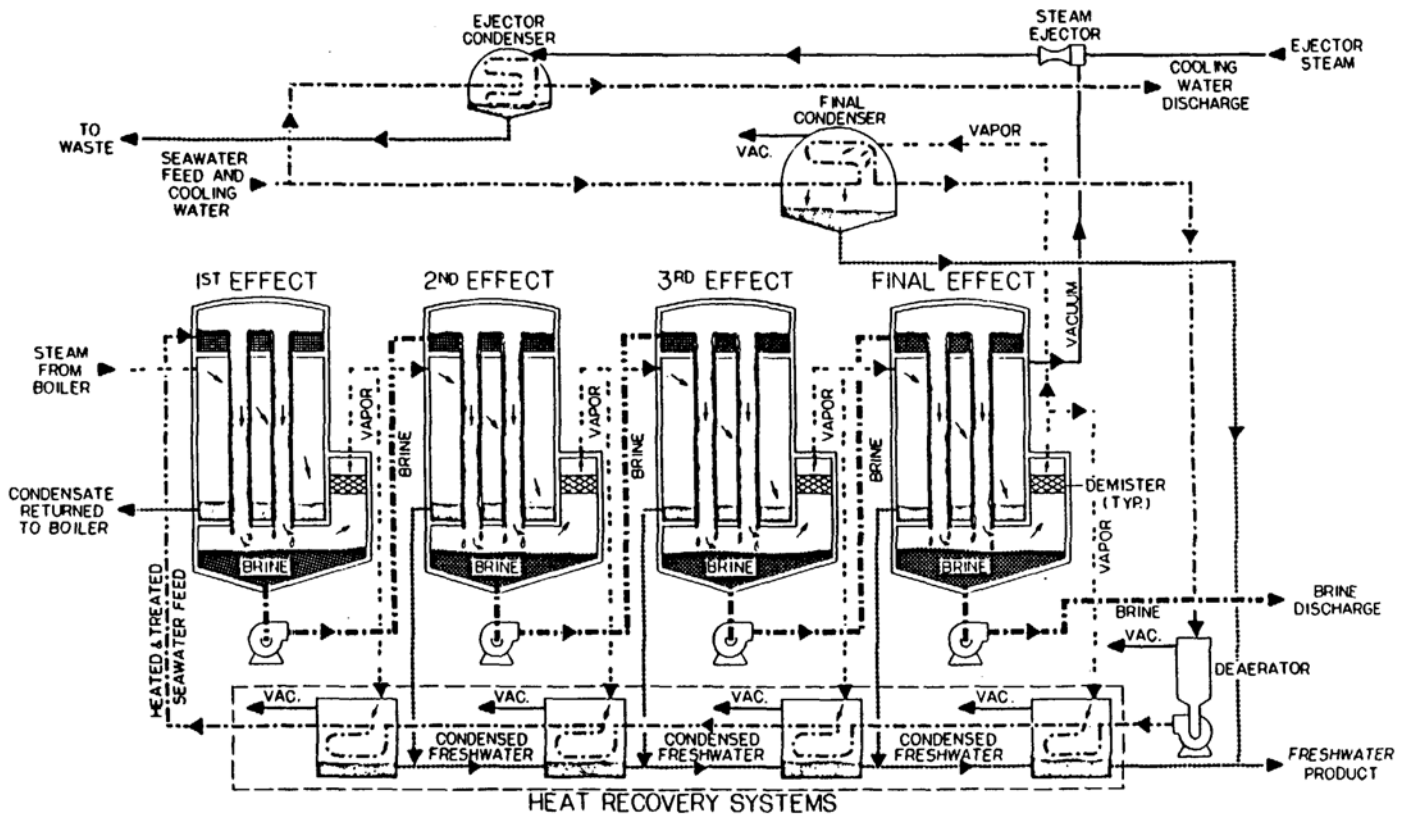 EJECTOR
CONDENSER
STEAM
EJECTOR
EJECTOR
STEAM
COOLING
WATER
DISCHARGE
FINAL
CONDENSER
TO
WASTE
VAC.
VAPOR
SEAWATER
FEED AND
COOLING
WATER
1ST EFFECT
2ND EFFECT
3RD EFFECT
FINAL EFFECT
VACUUM
STEAM
FROM
BOILER
VAPOR
BRINE
VAPOR
BRINE
VAPOR
BRINE
DEMISTER
(TYP.)
VAPOR
CONDENSATE
RETURNED
TO BOILER
BRINE
BRINE
BRINE
BRINE
HEATED & TREATED
SEAWATER FEED
BRINE
BRINE
DISCHARGE
VAC.
DEAERATOR
VAC.
VAC.
VAC.
VAC.
CONDENSED
FRESHWATER
CONDENSED
FRESHWATER
CONDENSED
FRESHWATER
FRESHWATER
PRODUCT
HEAT RECOVERY SYSTEMS